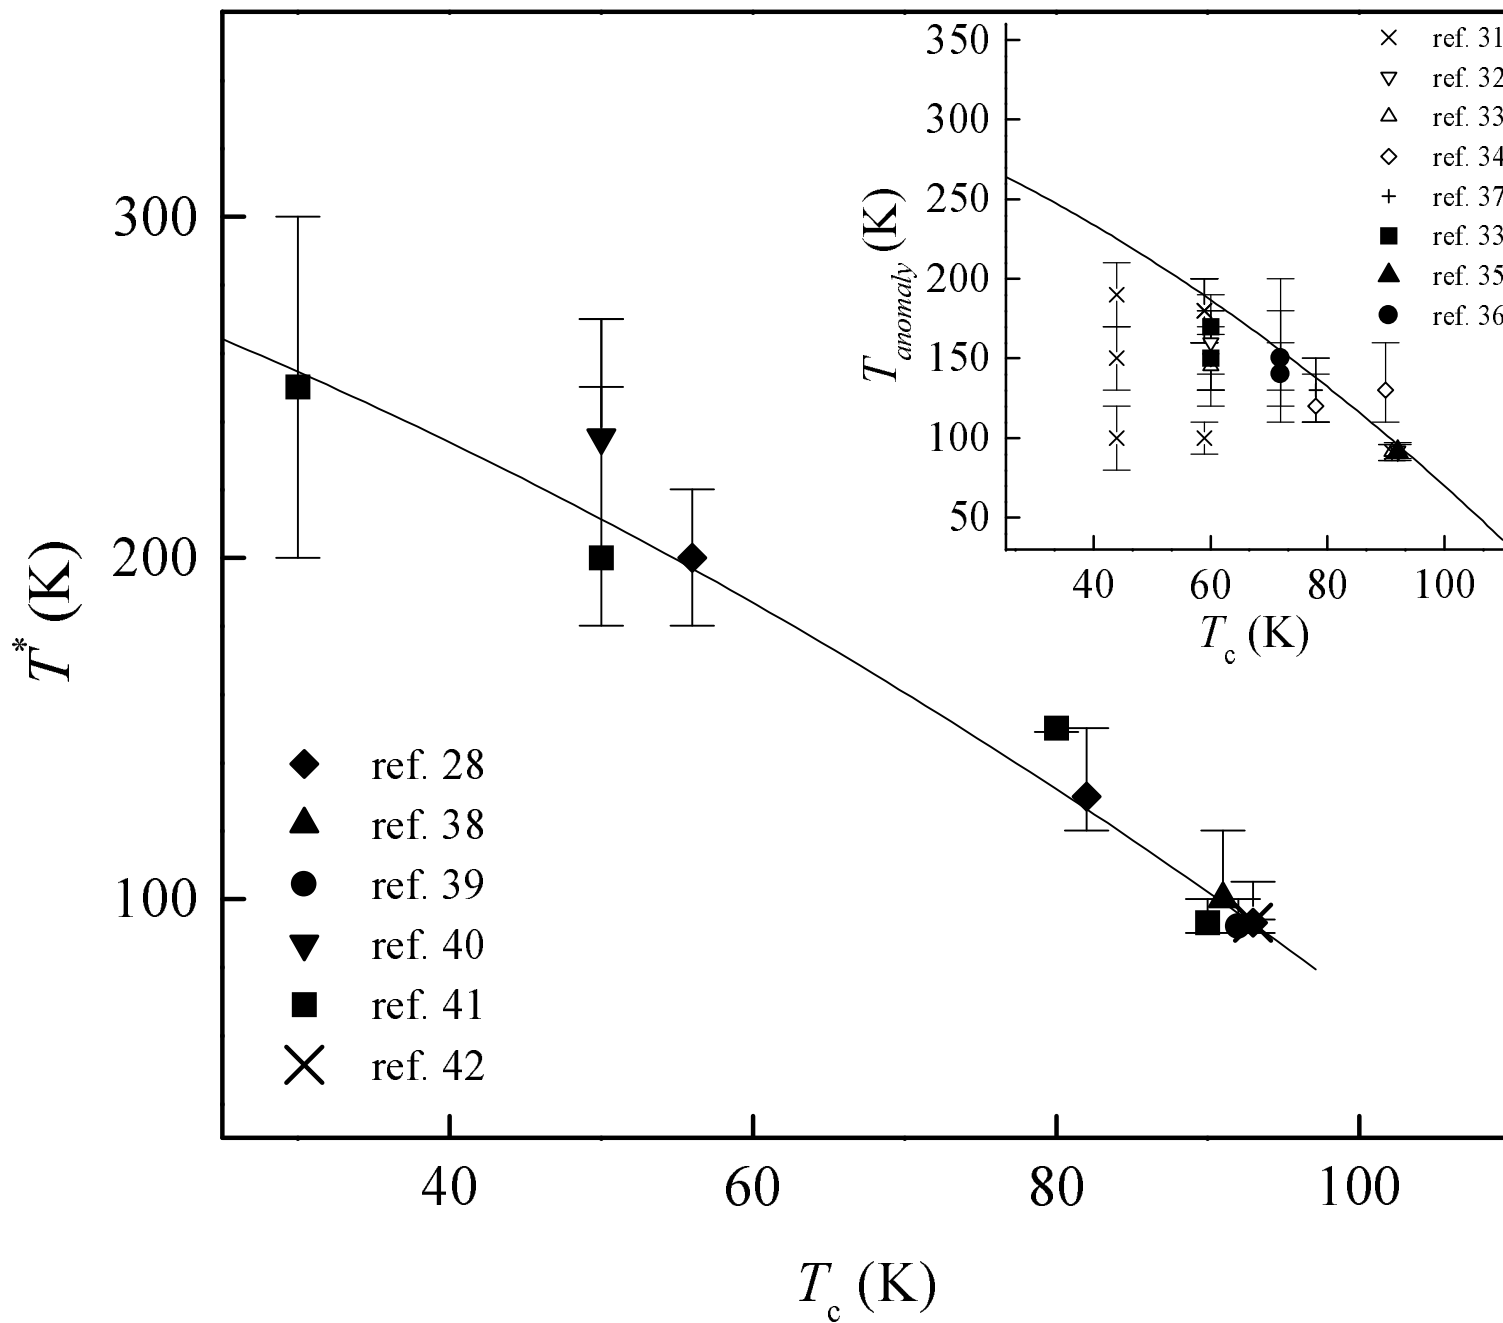 350
300
250
200
150
100
50
T_anomaly (K)
40 60 80 100
T_c (K)
ref. 31
ref. 32
ref. 33
ref. 34
ref. 37
ref. 33
ref. 35
ref. 36
300
200
100
T* (K)
ref. 28
ref. 38
ref. 39
ref. 40
ref. 41
ref. 42
40 60 80 100
T_c (K)